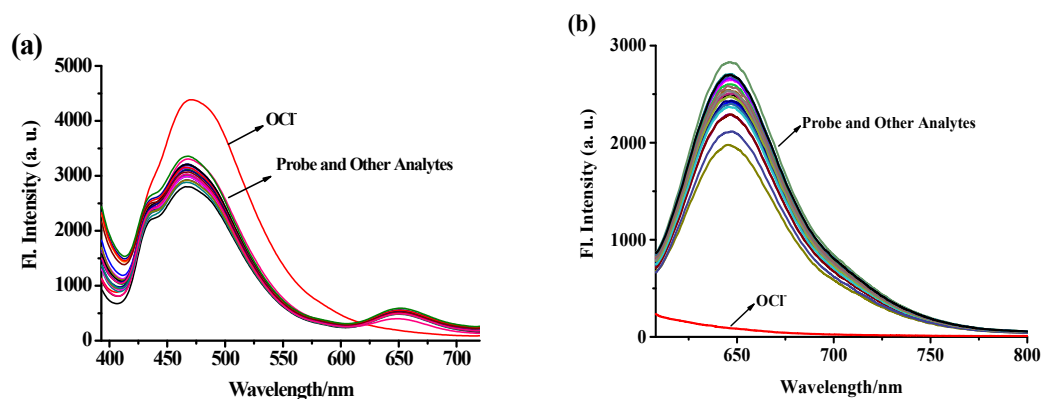 (a)
5000
4000
3000
2000
1000
0
Fl. Intensity (a. u.)
OCl⁻
Probe and Other Analytes
400 450 500 550 600 650 700
Wavelength/nm
(b)
3000
2000
1000
0
Fl. Intensity (a. u.)
Probe and Other Analytes
OCl⁻
650 700 750 800
Wavelength/nm